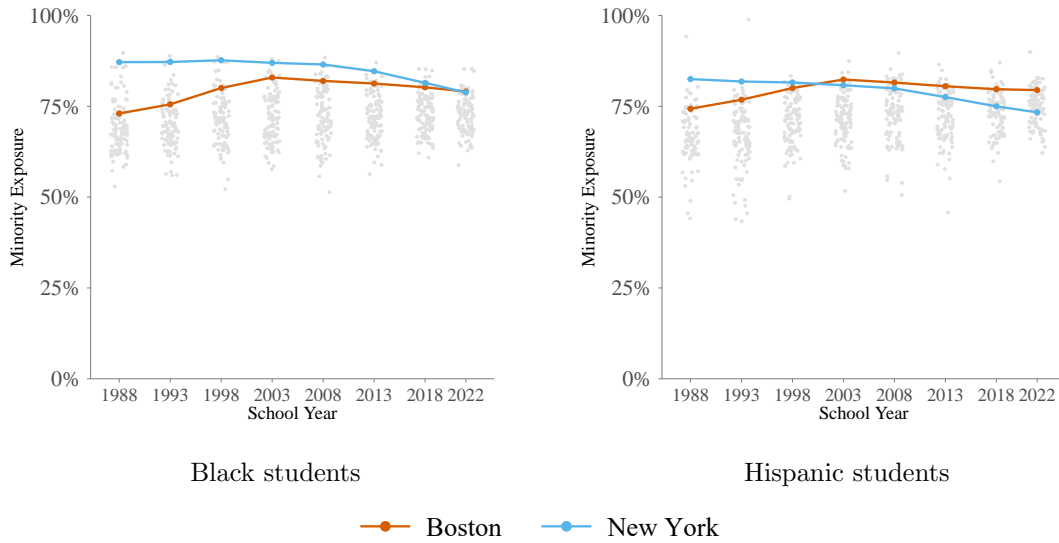 100%
75%
50%
25%
0%
Minority Exposure
1988 1993 1998 2003 2008 2013 2018 2022
School Year
Black students
100%
75%
50%
25%
0%
Minority Exposure
1988 1993 1998 2003 2008 2013 2018 2022
School Year
Hispanic students
Boston New York